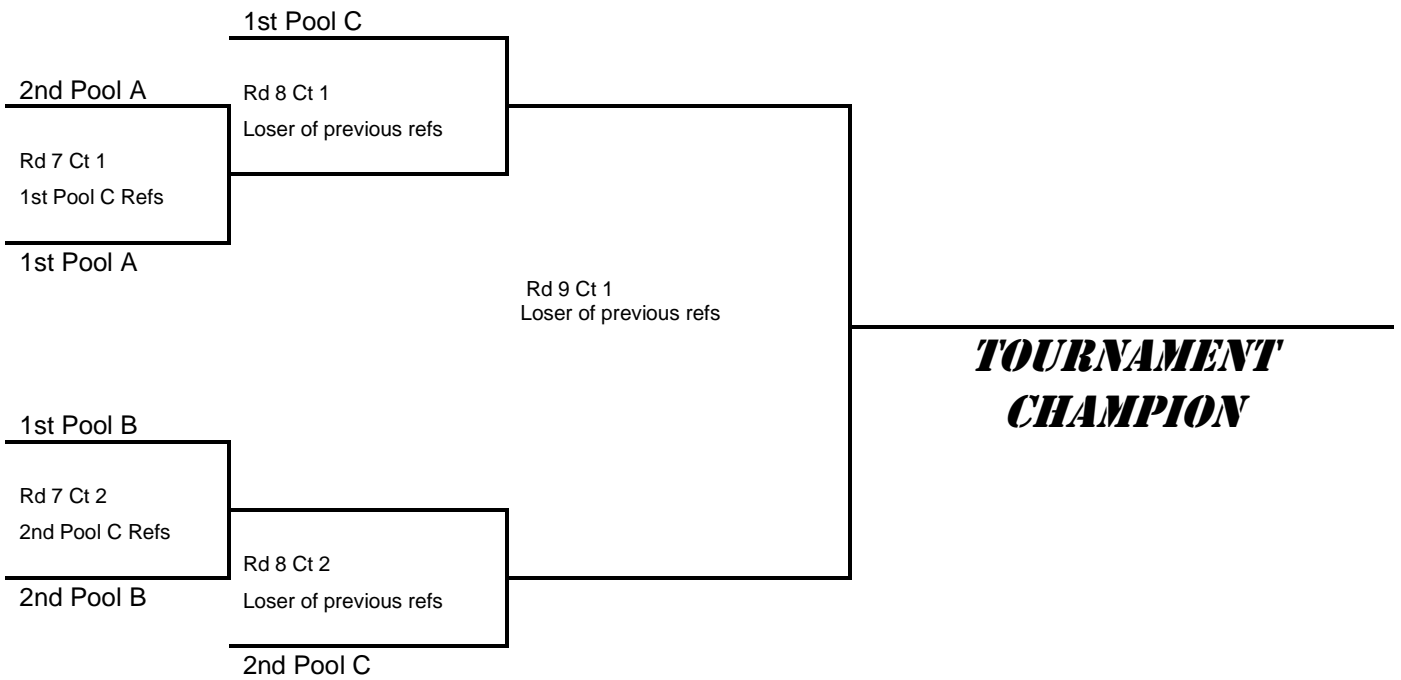 1st Pool C
2nd Pool A
Rd 8 Ct 1
Loser of previous refs
Rd 7 Ct 1
1st Pool C Refs
1st Pool A
Rd 9 Ct 1
Loser of previous refs
TOURNAMENT
CHAMPION
1st Pool B
Rd 7 Ct 2
2nd Pool C Refs
Rd 8 Ct 2
2nd Pool B
Loser of previous refs
2nd Pool C